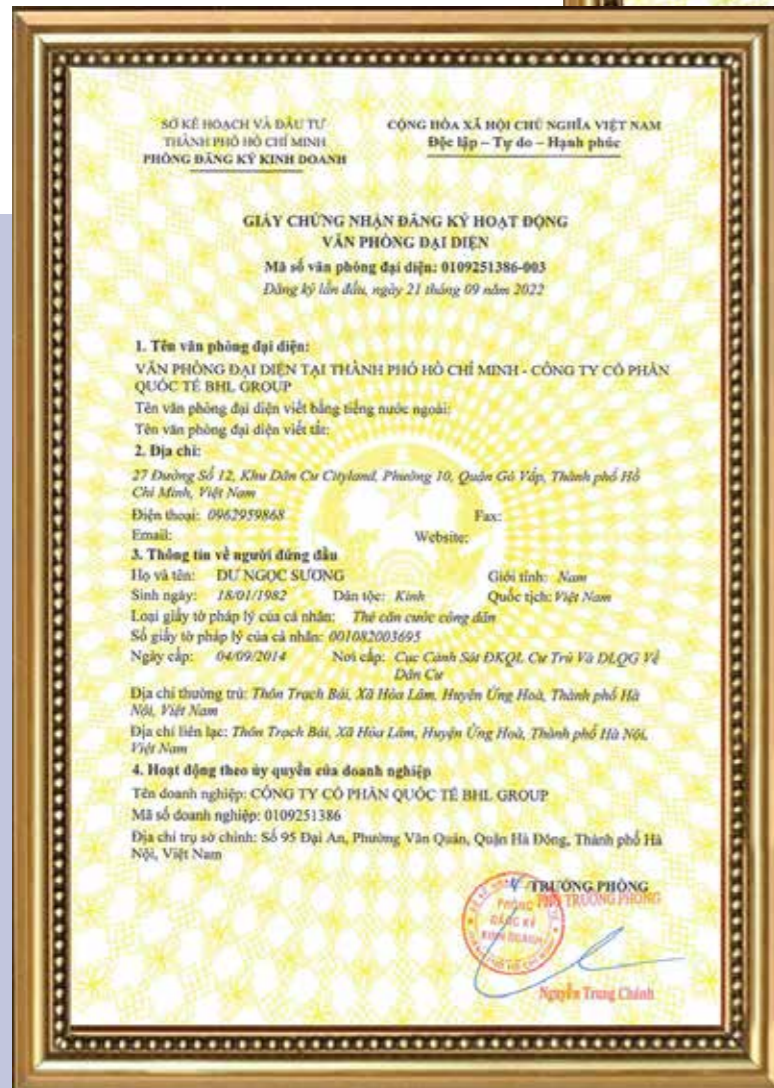 SỞ KẾ HOẠCH VÀ ĐẦU TƯ
THÀNH PHỐ HỒ CHÍ MINH
PHÒNG ĐĂNG KÝ KINH DOANH
CỘNG HÒA XÃ HỘI CHỦ NGHĨA VIỆT NAM
Độc lập – Tự do – Hạnh phúc
GIẤY CHỨNG NHẬN ĐĂNG KÝ HOẠT ĐỘNG
VĂN PHÒNG ĐẠI DIỆN
Mã số văn phòng đại diện: 0109251386-003
Đăng ký lần đầu, ngày 21 tháng 09 năm 2022
1. Tên văn phòng đại diện:
VĂN PHÒNG ĐẠI DIỆN TẠI THÀNH PHỐ HỒ CHÍ MINH - CÔNG TY CỔ PHẦN
QUỐC TẾ BHL GROUP
Tên văn phòng đại diện viết bằng tiếng nước ngoài:
Tên văn phòng đại diện viết tắt:
2. Địa chỉ:
27 Đường Số 12, Khu Dân Cư Cityland, Phường 10, Quận Gò Vấp, Thành phố Hồ
Chí Minh, Việt Nam
Điện thoại: 0962959868 Fax:
Email: Website:
3. Thông tin về người đứng đầu
Họ và tên: DƯ NGỌC SƯƠNG Giới tính: Nam
Sinh ngày: 18/01/1982 Dân tộc: Kinh Quốc tịch: Việt Nam
Loại giấy tờ pháp lý của cá nhân: Thẻ căn cước công dân
Số giấy tờ pháp lý của cá nhân: 001082003695
Ngày cấp: 04/09/2014 Nơi cấp: Cục Cảnh Sát ĐKQL Cư Trú Và DLQG Về
Dân Cư
Địa chỉ thường trú: Thôn Trạch Bái, Xã Hòa Lâm, Huyện Ứng Hoà, Thành phố Hà
Nội, Việt Nam
Địa chỉ liên lạc: Thôn Trạch Bái, Xã Hòa Lâm, Huyện Ứng Hoà, Thành phố Hà Nội,
Việt Nam
4. Hoạt động theo ủy quyền của doanh nghiệp
Tên doanh nghiệp: CÔNG TY CỔ PHẦN QUỐC TẾ BHL GROUP
Mã số doanh nghiệp: 0109251386
Địa chỉ trụ sở chính: Số 95 Đại An, Phường Văn Quán, Quận Hà Đông, Thành phố Hà
Nội, Việt Nam
TRƯỞNG PHÒNG
PHÓ TRƯỞNG PHÒNG
PHÒNG
ĐĂNG KÝ
KINH DOANH
Nguyễn Trung Chánh